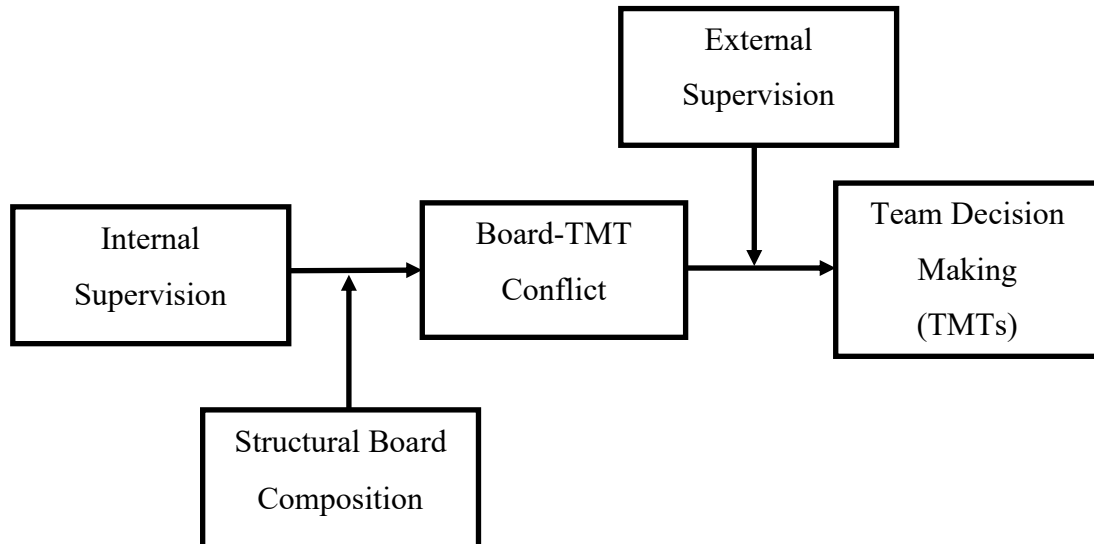 External
Supervision
Internal
Supervision
Board-TMT
Conflict
Team Decision
Making
(TMTs)
Structural Board
Composition